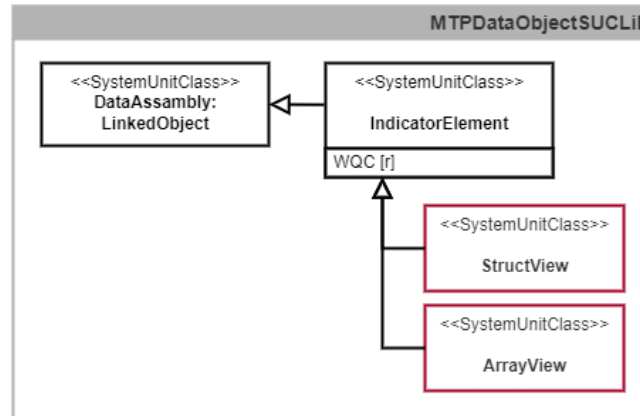 MTPDataObjectSUCLi
<<SystemUnitClass>>
DataAssambly:
LinkedObject
<<SystemUnitClass>>
IndicatorElement
WQC [r]
<<SystemUnitClass>>
StructView
<<SystemUnitClass>>
ArrayView